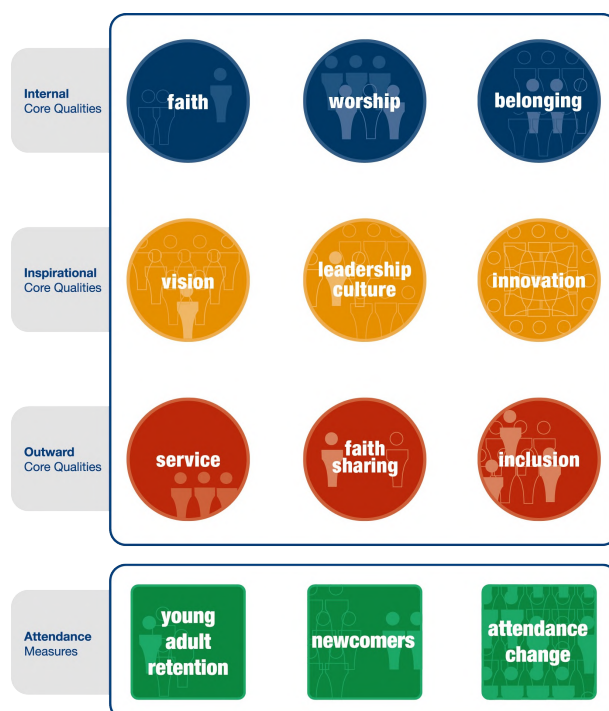 Internal
Core Qualities
faith
worship
belonging
Inspirational
Core Qualities
vision
leadership
culture
innovation
Outward
Core Qualities
service
faith
sharing
inclusion
Attendance
Measures
young
adult
retention
newcomers
attendance
change